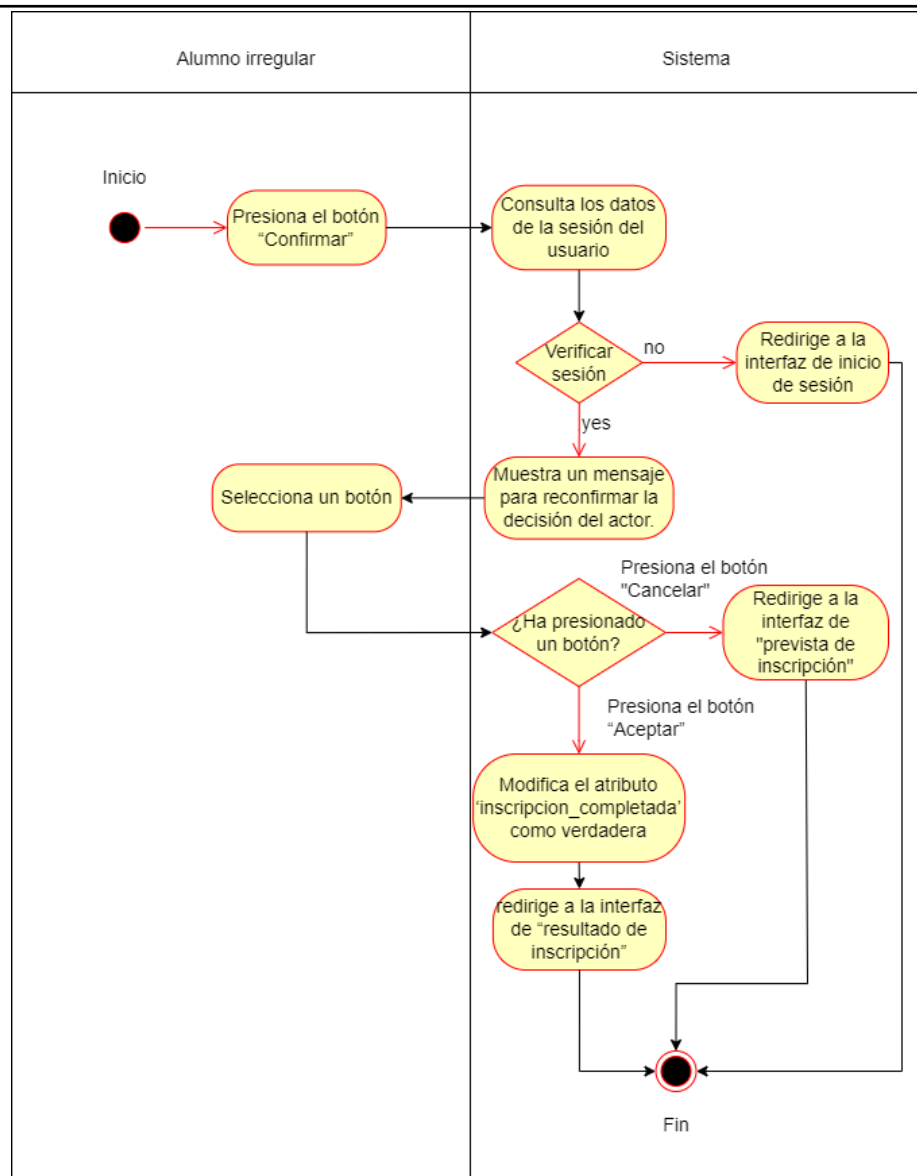 Alumno irregular
Sistema
Inicio
Presiona el botón
“Confirmar”
Consulta los datos
de la sesión del
usuario
Verificar
sesión
no
Redirige a la
interfaz de inicio
de sesión
yes
Muestra un mensaje
para reconfirmar la
decisión del actor.
Selecciona un botón
¿Ha presionado
un botón?
Presiona el botón
"Cancelar"
Redirige a la
interfaz de
"prevista de
inscripción"
Presiona el botón
“Aceptar”
Modifica el atributo
‘inscripcion_completada’
como verdadera
redirige a la interfaz
de “resultado de
inscripción”
Fin